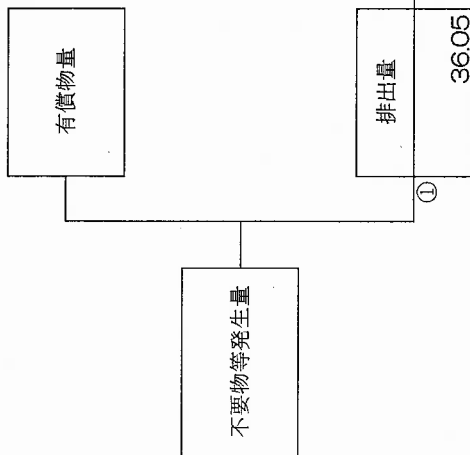 不要物等発生量
有償物量
排出量
①
36.05